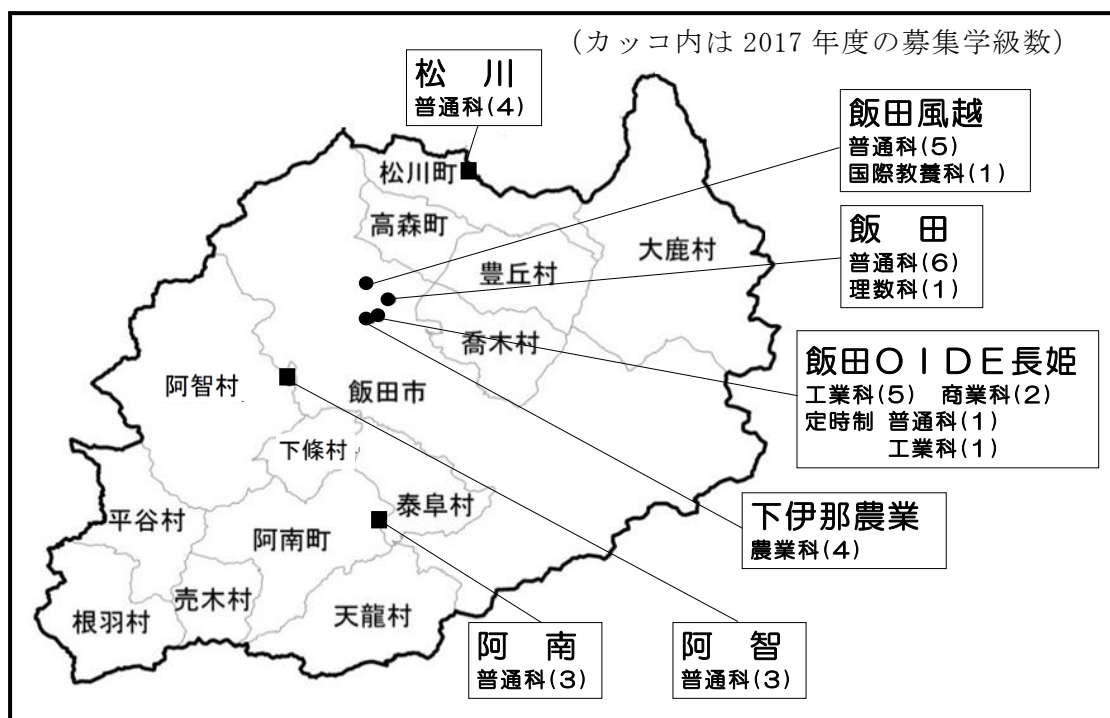 （カッコ内は 2017 年度の募集学級数）
松　川
普通科(4)
飯田風越
普通科(5)
国際教養科(1)
飯　田
普通科(6)
理数科(1)
飯田ＯＩＤＥ長姫
工業科(5)　商業科(2)
定時制 普通科(1)
工業科(1)
下伊那農業
農業科(4)
阿　智
普通科(3)
阿　南
普通科(3)
松川町
高森町
豊丘村
大鹿村
喬木村
阿智村
飯田市
下條村
泰阜村
平谷村
阿南町
売木村
天龍村
根羽村